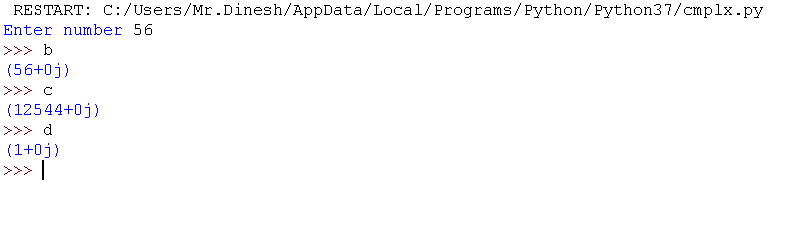 RESTART: C:/Users/Mr.Dinesh/AppData/Local/Programs/Python/Python37/cmplx.py
Enter number 56
>>> b
(56+0j)
>>> c
(12544+0j)
>>> d
(1+0j)
>>>